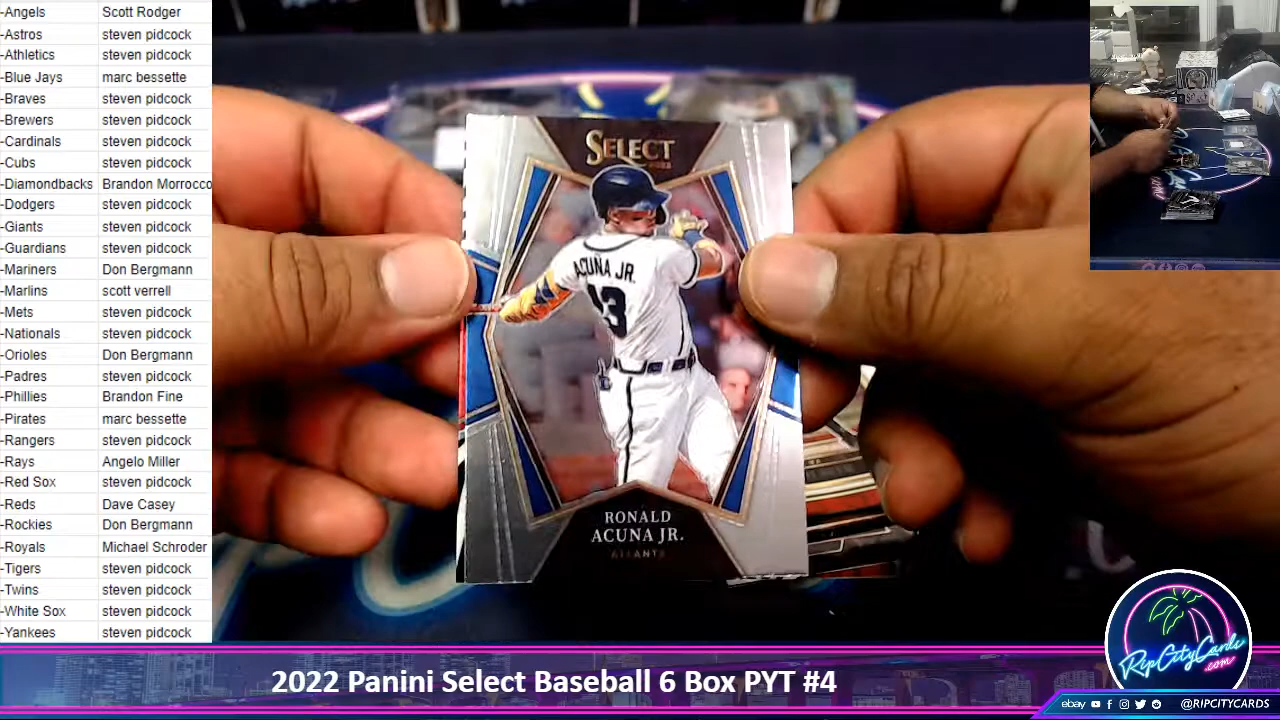 -Angels Scott Rodger
-Astros steven pidcock
-Athletics steven pidcock
-Blue Jays marc bessette
-Braves steven pidcock
-Brewers steven pidcock
-Cardinals steven pidcock
-Cubs steven pidcock
-Diamondbacks Brandon Morrocco
-Dodgers steven pidcock
-Giants steven pidcock
-Guardians steven pidcock
-Mariners Don Bergmann
-Marlins scott verrell
-Mets steven pidcock
-Nationals steven pidcock
-Orioles Don Bergmann
-Padres steven pidcock
-Phillies Brandon Fine
-Pirates marc bessette
-Rangers steven pidcock
-Rays Angelo Miller
-Red Sox steven pidcock
-Reds Dave Casey
-Rockies Don Bergmann
-Royals Michael Schroder
-Tigers steven pidcock
-Twins steven pidcock
-White Sox steven pidcock
-Yankees steven pidcock
SELECT
2022
ACUÑA JR.
13
RONALD
ACUNA JR.
ATLANTA
RipCityCards
.com
2022 Panini Select Baseball 6 Box PYT #4
ebay @RIPCITYCARDS